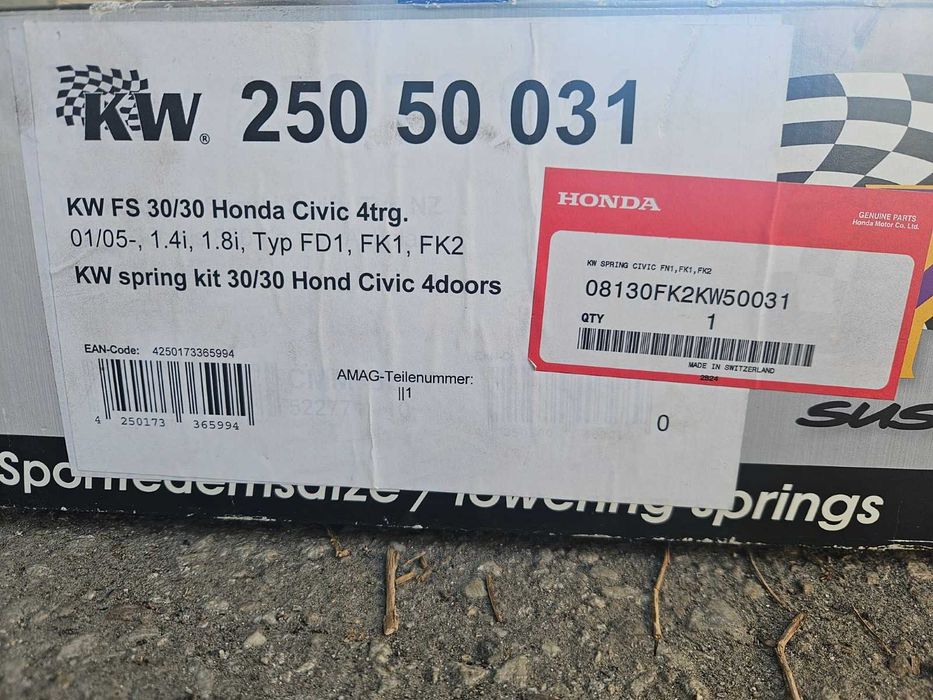 KW® 250 50 031
KW FS 30/30 Honda Civic 4trg.
01/05-, 1.4i, 1.8i, Typ FD1, FK1, FK2
KW spring kit 30/30 Hond Civic 4doors
EAN-Code: 4250173365994
4 250173 365994
AMAG-Teilenummer:
||1
0
HONDA
GENUINE PARTS
Honda Motor Co. Ltd.
KW SPRING CIVIC FN1,FK1,FK2
08130FK2KW50031
QTY 1
MADE IN SWITZERLAND
2824
sus
springs